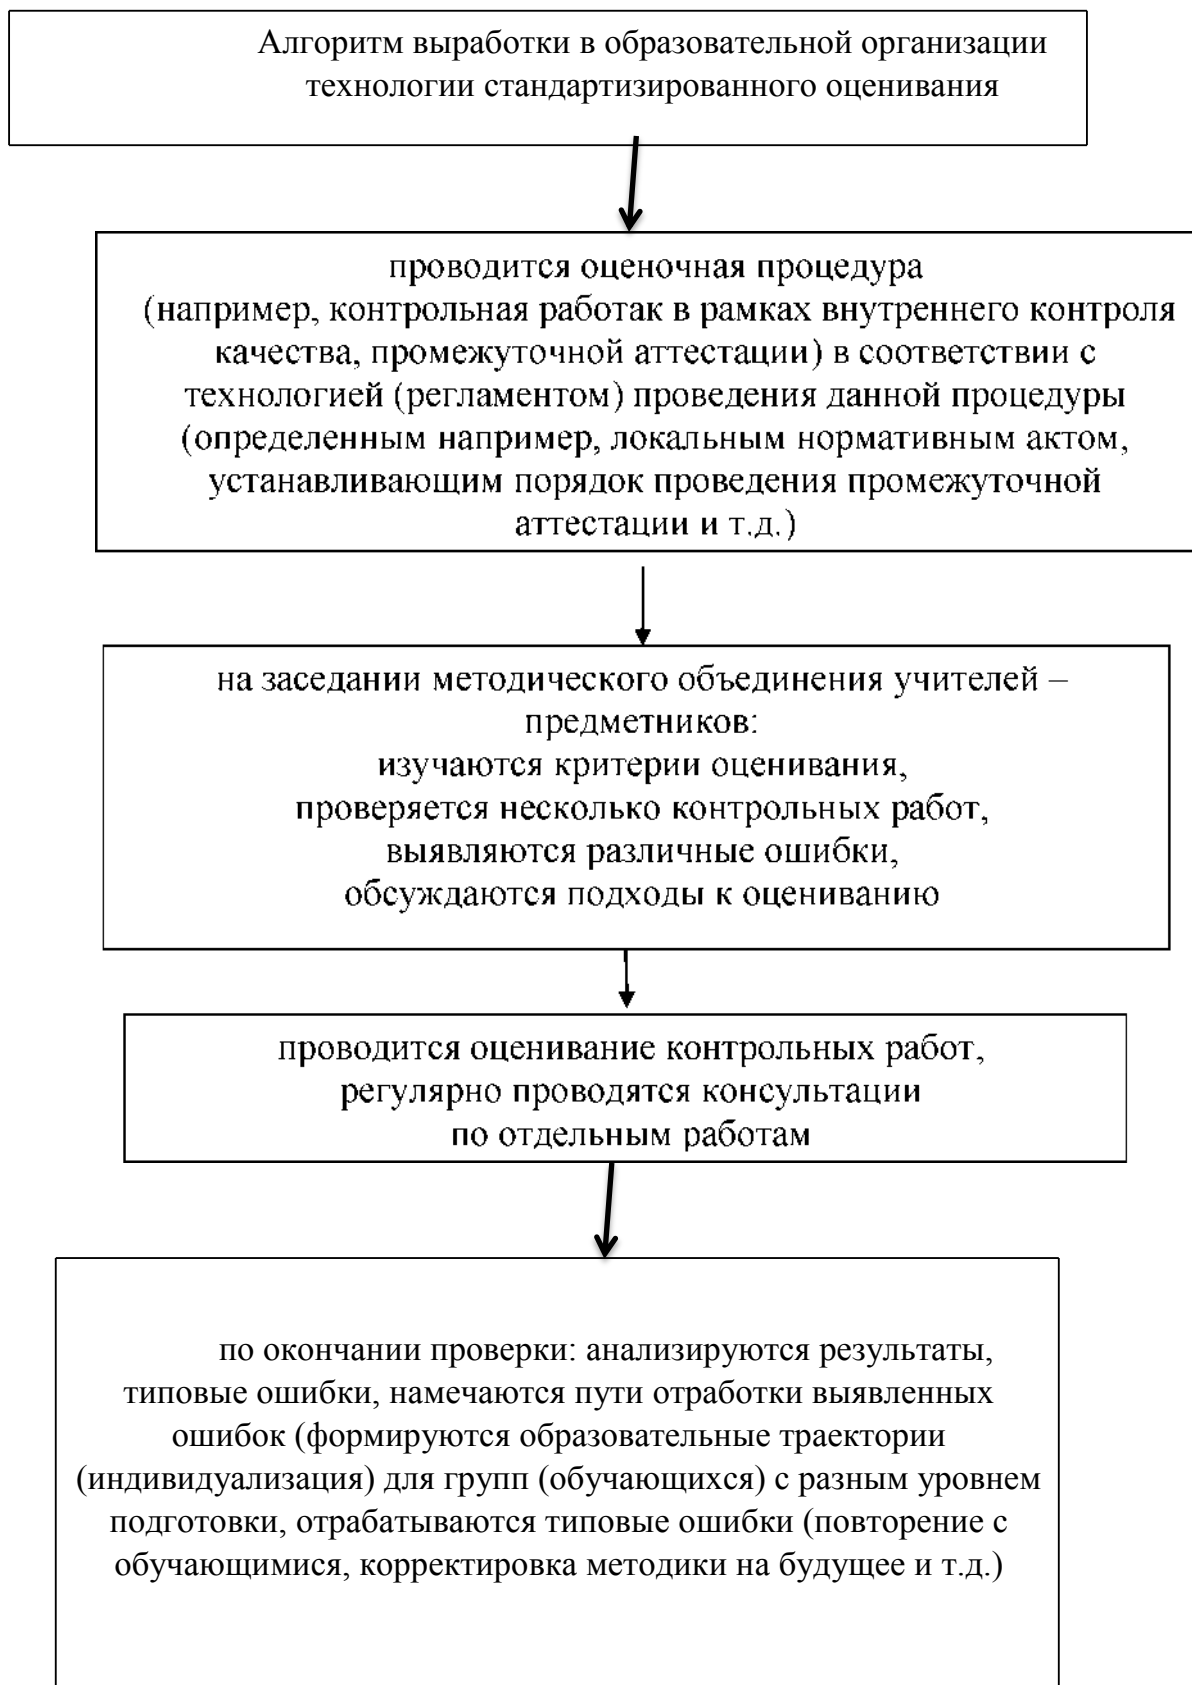 Алгоритм выработки в образовательной организации
технологии стандартизированного оценивания
проводится оценочная процедура
(например, контрольная работак в рамках внутреннего контроля
качества, промежуточной аттестации) в соответствии с
технологией (регламентом) проведения данной процедуры
(определенным например, локальным нормативным актом,
устанавливающим порядок проведения промежуточной
аттестации и т.д.)
на заседании методического объединения учителей –
предметников:
изучаются критерии оценивания,
проверяется несколько контрольных работ,
выявляются различные ошибки,
обсуждаются подходы к оцениванию
проводится оценивание контрольных работ,
регулярно проводятся консультации
по отдельным работам
по окончании проверки: анализируются результаты,
типовые ошибки, намечаются пути отработки выявленных
ошибок (формируются образовательные траектории
(индивидуализация) для групп (обучающихся) с разным уровнем
подготовки, отрабатываются типовые ошибки (повторение с
обучающимися, корректировка методики на будущее и т.д.)